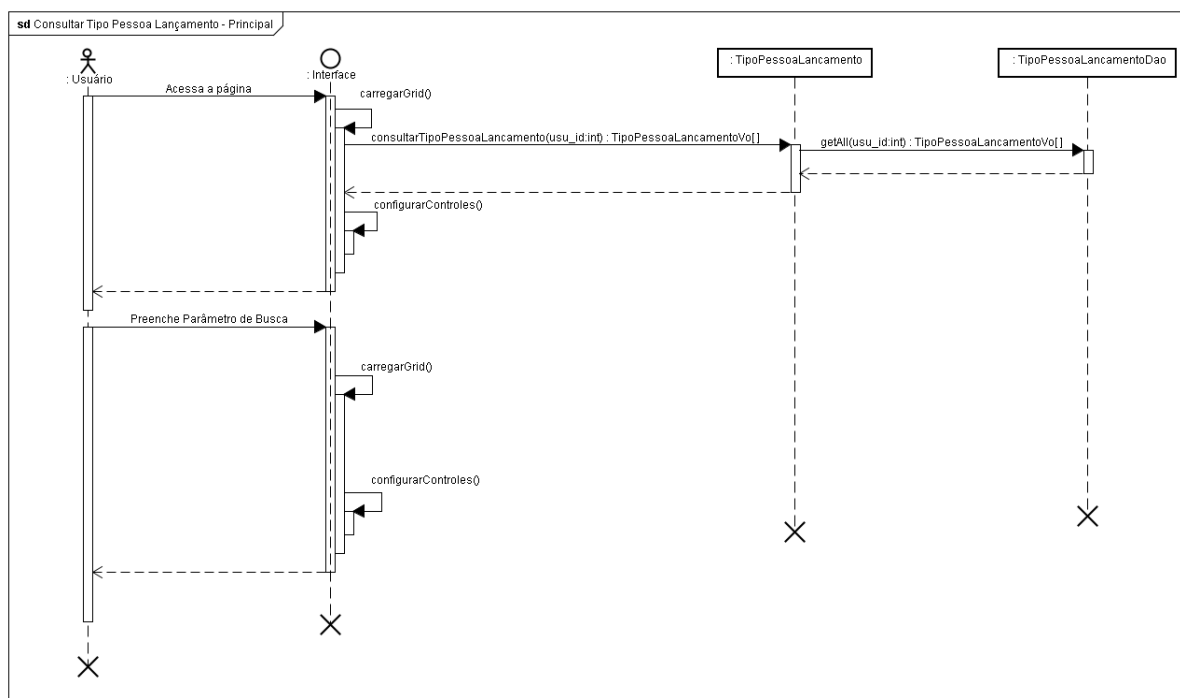 sd Consultar Tipo Pessoa Lançamento - Principal
: Usuário
: Interface
: TipoPessoaLancamento
: TipoPessoaLancamentoDao
Acessa a página
carregarGrid()
consultarTipoPessoaLancamento(usu_id:int) : TipoPessoaLancamentoVo[]
getAll(usu_id:int) : TipoPessoaLancamentoVo[]
configurarControles()
Preenche Parâmetro de Busca
carregarGrid()
configurarControles()